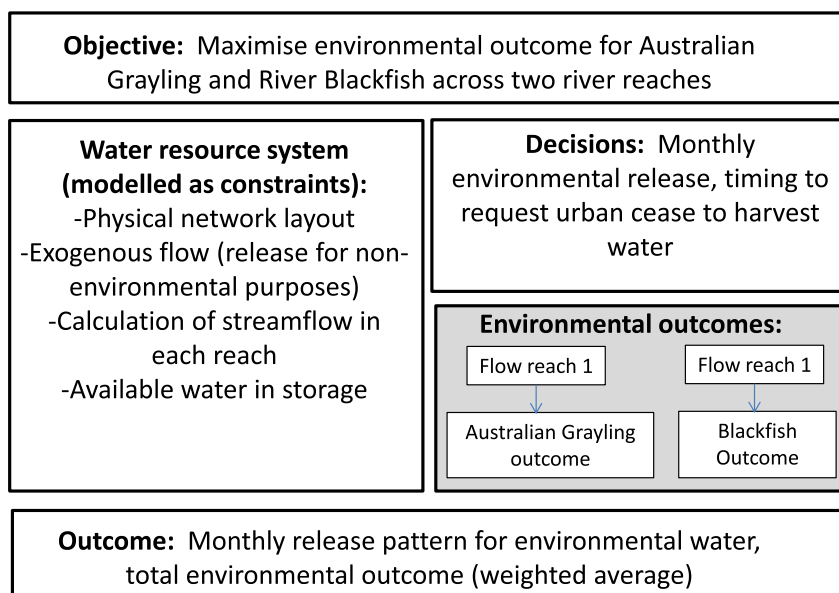 Objective: Maximise environmental outcome for Australian
Grayling and River Blackfish across two river reaches
Water resource system
(modelled as constraints):
-Physical network layout
-Exogenous flow (release for non-
environmental purposes)
-Calculation of streamflow in
each reach
-Available water in storage
Decisions: Monthly
environmental release, timing to
request urban cease to harvest
water
Environmental outcomes:
Flow reach 1
Australian Grayling
outcome
Flow reach 1
Blackfish
Outcome
Outcome: Monthly release pattern for environmental water,
total environmental outcome (weighted average)